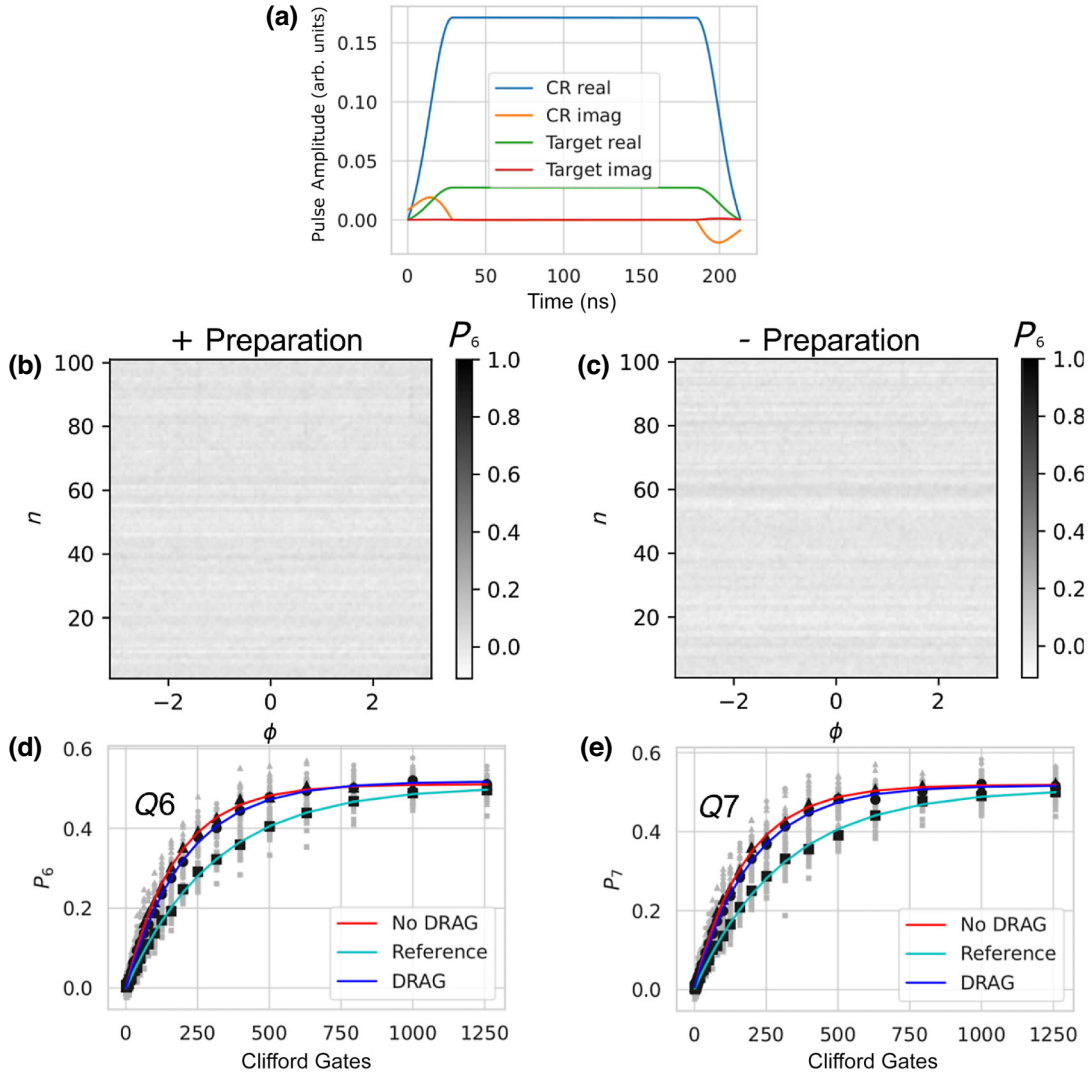 (a)
Pulse Amplitude (arb. units)
0.15
0.10
0.05
0.00
CR real
CR imag
Target real
Target imag
0 50 100 150 200
Time (ns)
(b)
+ Preparation
P6
n
100
80
60
40
20
−2 0 2
ϕ
1.0
0.8
0.6
0.4
0.2
0.0
(c)
- Preparation
P6
n
100
80
60
40
20
−2 0 2
ϕ
1.0
0.8
0.6
0.4
0.2
0.0
(d)
P6
0.6
0.4
0.2
0.0
Q6
No DRAG
Reference
DRAG
0 250 500 750 1000 1250
Clifford Gates
(e)
P7
0.6
0.4
0.2
0.0
Q7
No DRAG
Reference
DRAG
0 250 500 750 1000 1250
Clifford Gates